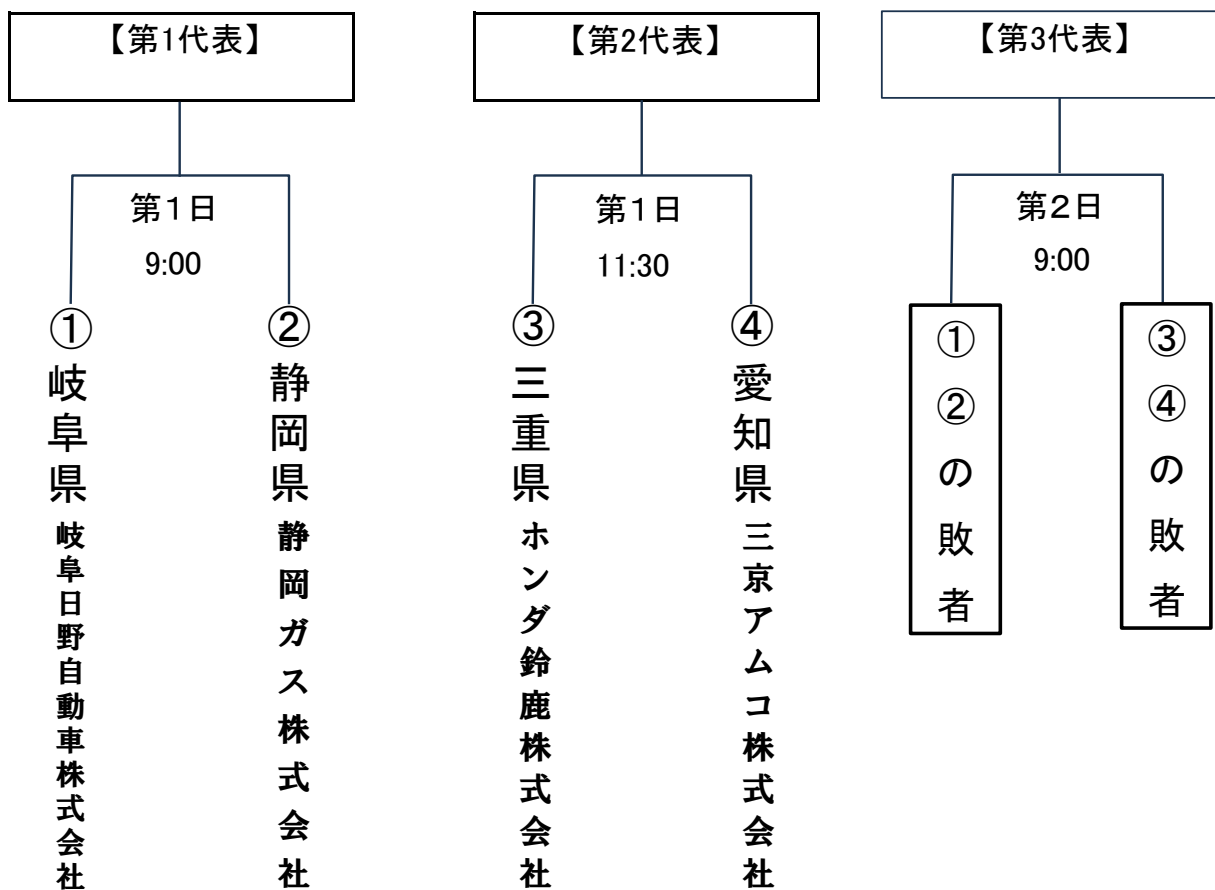 【第1代表】
【第2代表】
【第3代表】
第１日
9:00
第１日
11:30
第２日
9:00
①岐阜県 岐阜日野自動車株式会社
②静岡県 静岡ガス株式会社
③三重県 ホンダ鈴鹿株式会社
④愛知県 三京アムコ株式会社
①②の敗者
③④の敗者